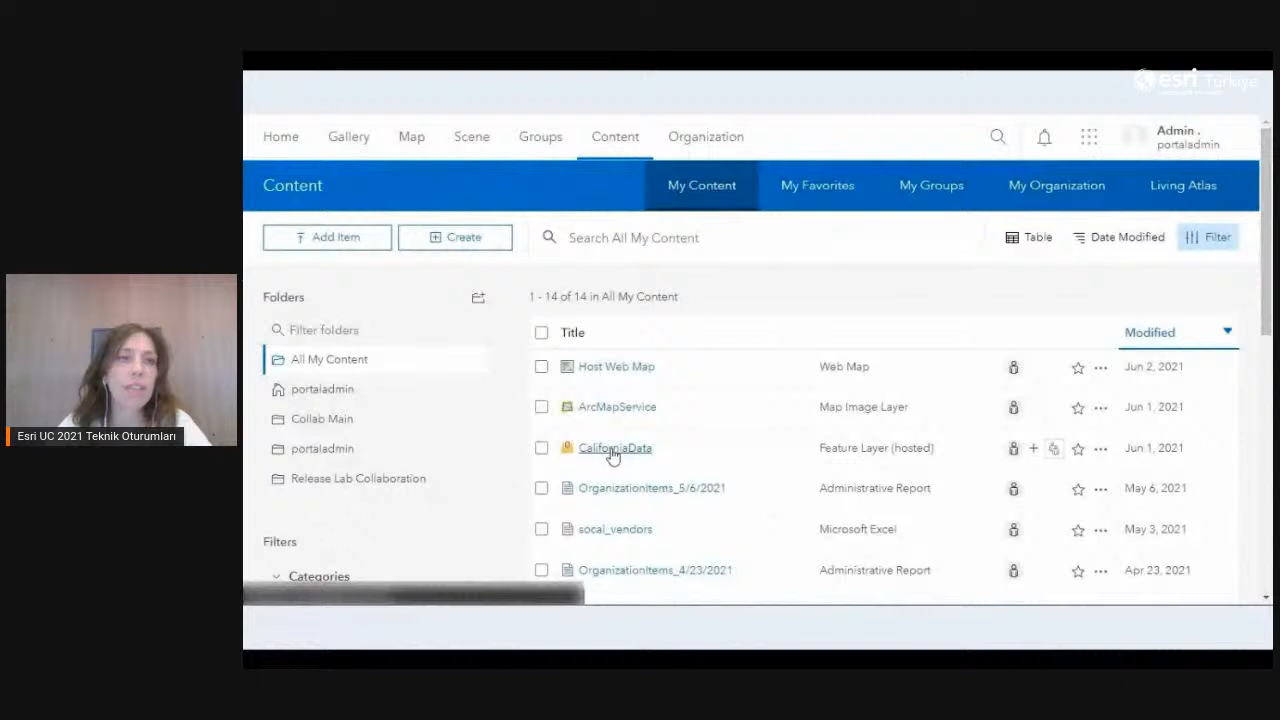 esri Türkiye
Home Gallery Map Scene Groups Content Organization
Admin .
portaladmin
Content My Content My Favorites My Groups My Organization Living Atlas
Add Item Create Search All My Content Table Date Modified Filter
Folders 1 - 14 of 14 in All My Content
Filter folders Title Modified
All My Content Host Web Map Web Map Jun 2, 2021
portaladmin ArcMapService Map Image Layer Jun 1, 2021
Collab Main
portaladmin CaliforniaData Feature Layer (hosted) Jun 1, 2021
Release Lab Collaboration OrganizationItems_5/6/2021 Administrative Report May 6, 2021
socal_vendors Microsoft Excel May 3, 2021
Filters
Categories OrganizationItems_4/23/2021 Administrative Report Apr 23, 2021
Esri UC 2021 Teknik Oturumları